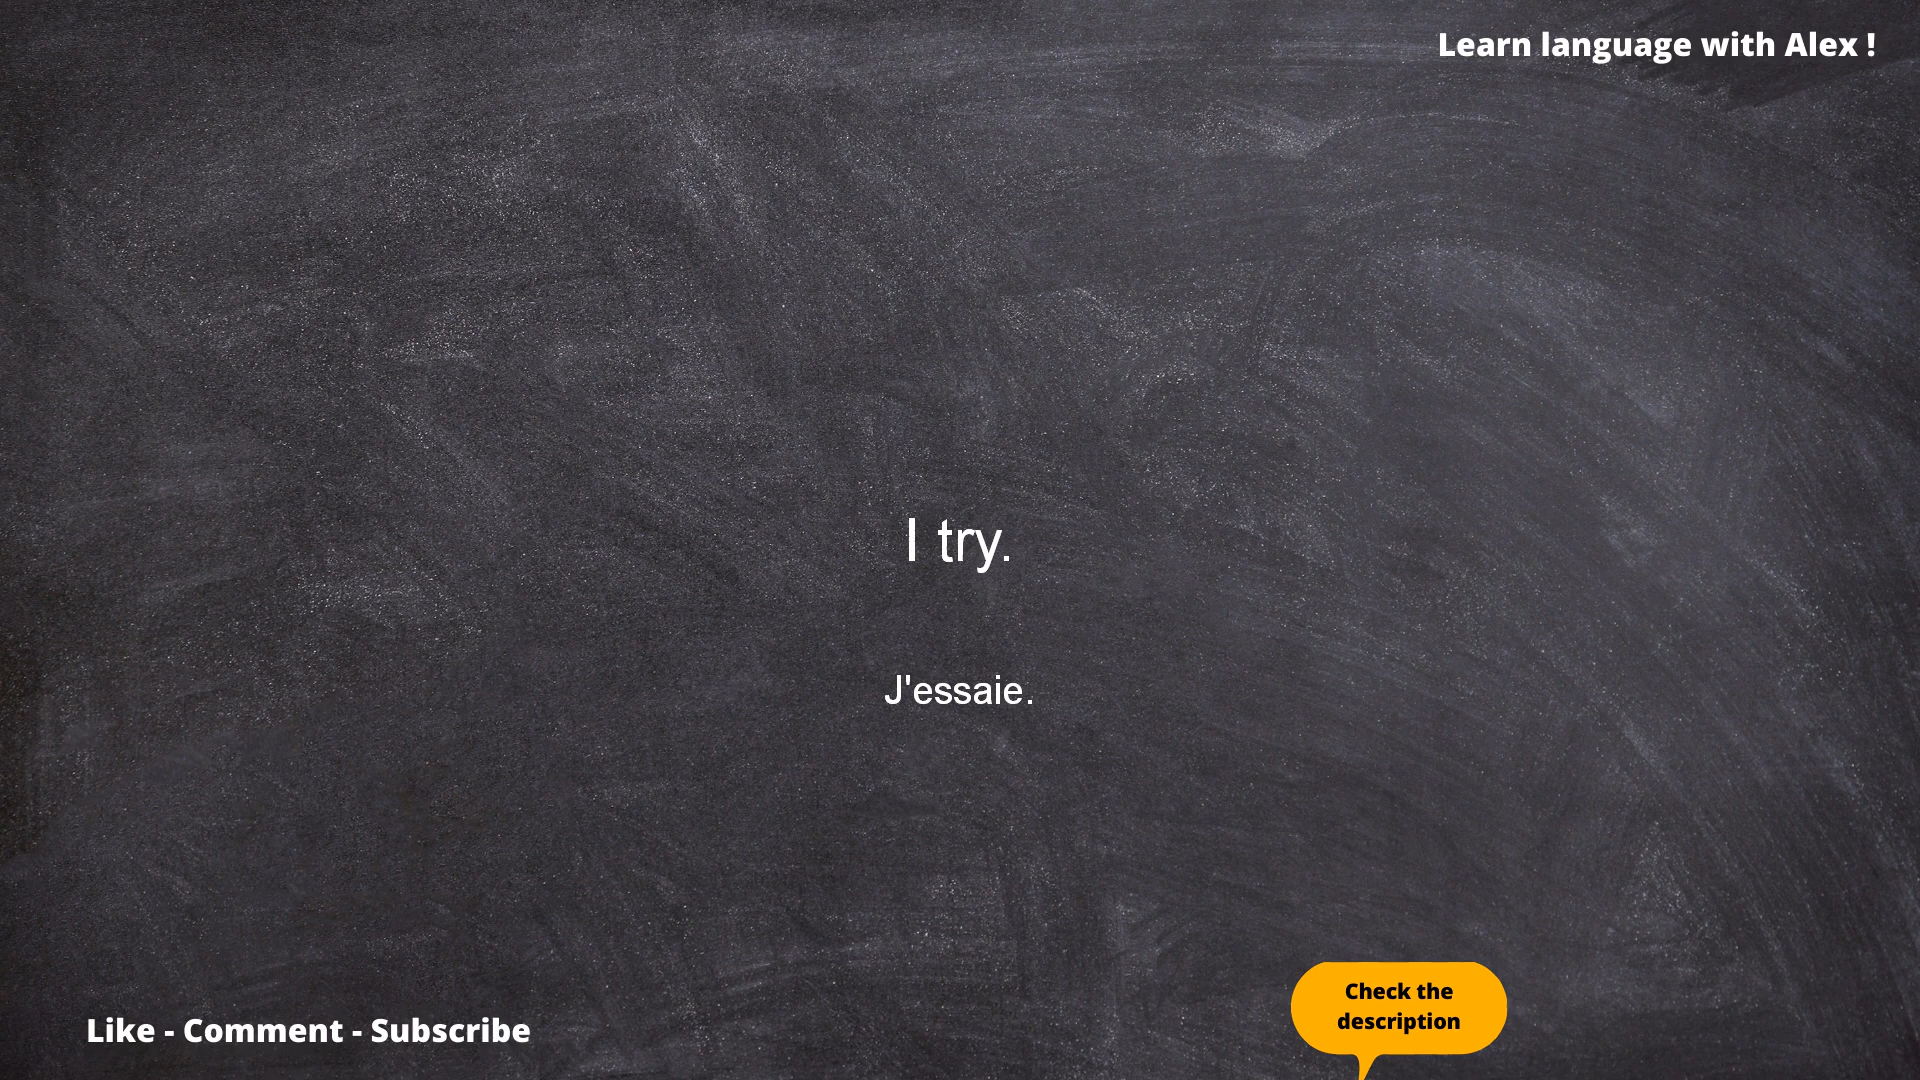 Learn language with Alex !
I try.
J'essaie.
Check the
description
Like - Comment - Subscribe